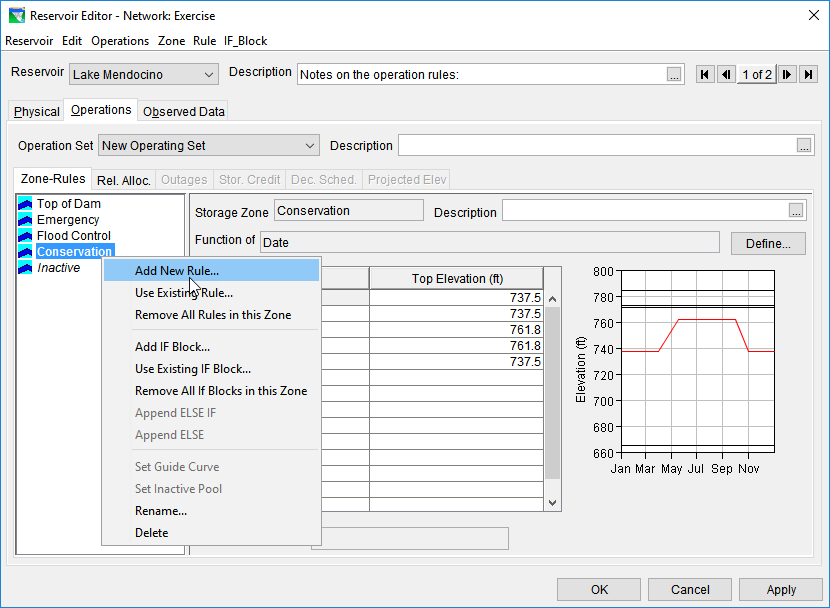 Reservoir Editor - Network: Exercise
Reservoir Edit Operations Zone Rule IF_Block
Reservoir Lake Mendocino Description Notes on the operation rules: ... 1 of 2
Physical Operations Observed Data
Operation Set New Operating Set Description ...
Zone-Rules Rel. Alloc. Outages Stor. Credit Dec. Sched. Projected Elev
Top of Dam
Emergency
Flood Control
Conservation
Inactive
Storage Zone Conservation Description ...
Function of Date Define...
Add New Rule...
Use Existing Rule...
Remove All Rules in this Zone
Add IF Block...
Use Existing IF Block...
Remove All If Blocks in this Zone
Append ELSE IF
Append ELSE
Set Guide Curve
Set Inactive Pool
Rename...
Delete
Top Elevation (ft)
737.5
737.5
761.8
761.8
737.5
Elevation (ft)
800
780
760
740
720
700
680
660
Jan Mar May Jul Sep Nov
OK Cancel Apply